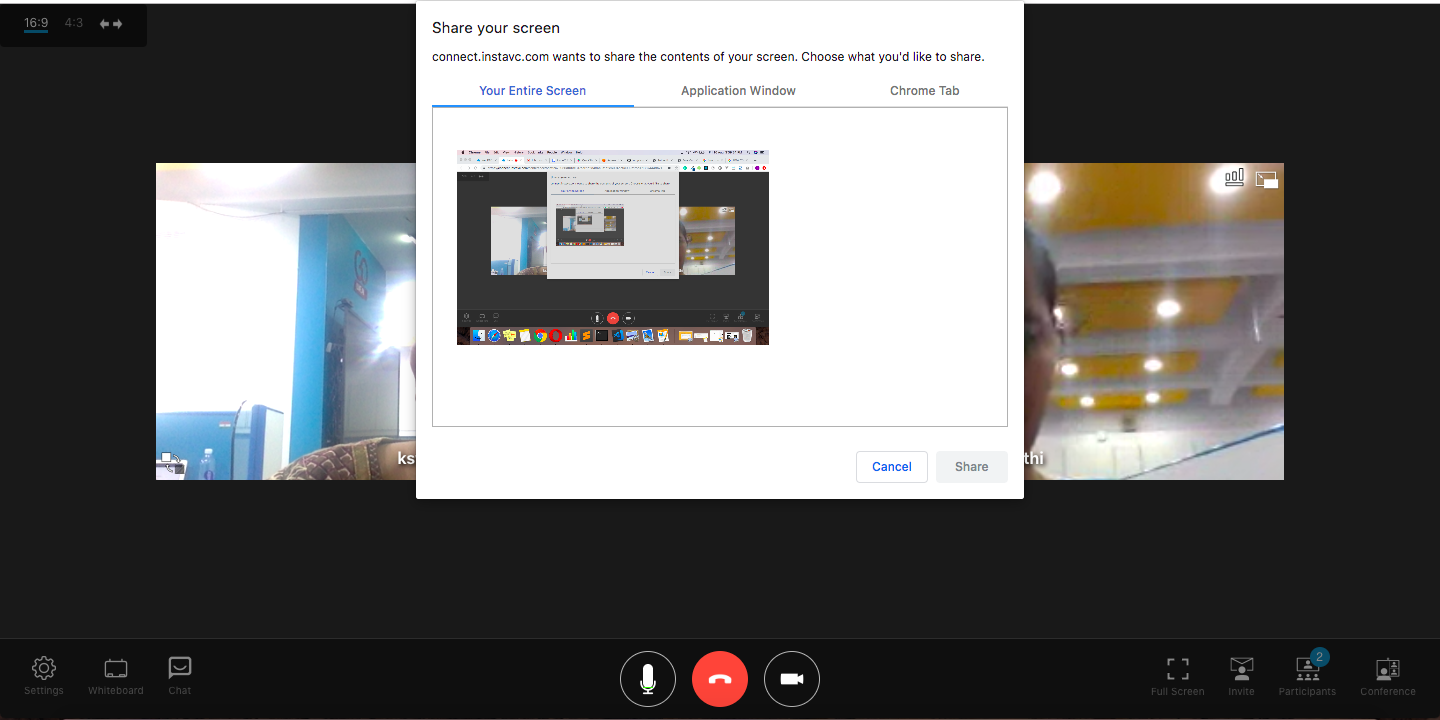 16:9 4:3
Share your screen
connect.instavc.com wants to share the contents of your screen. Choose what you'd like to share.
Your Entire Screen Application Window Chrome Tab
Cancel Share
ks
thi
Settings Whiteboard Chat
2
Full Screen Invite Participants Conference